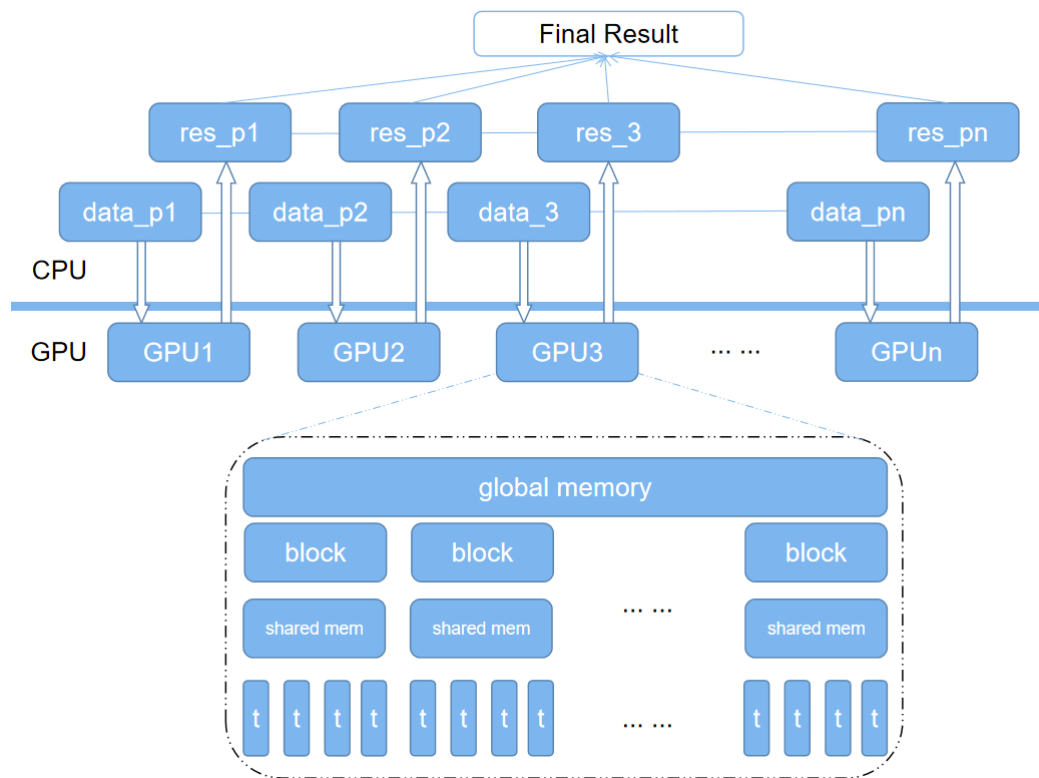 Final Result
res_p1 res_p2 res_3 res_pn
data_p1 data_p2 data_3 data_pn
CPU
GPU GPU1 GPU2 GPU3 ... ... GPUn
global memory
block block block
... ...
shared mem shared mem shared mem
t t t t t t t t ... ... t t t t